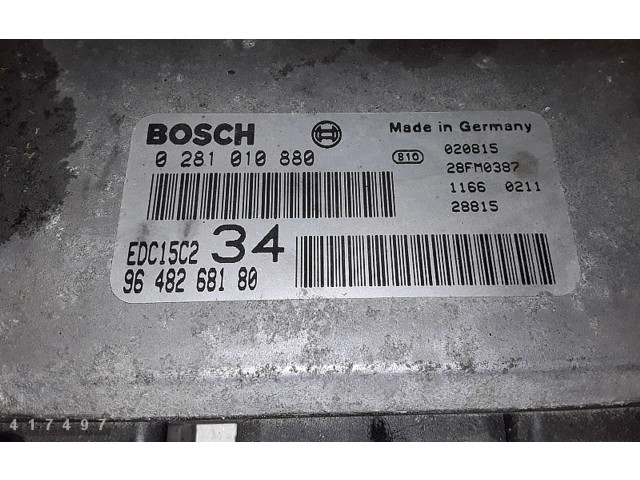 BOSCH
Made in Germany
0 281 010 880
810
020815
28FM0387
1166 0211
28815
EDC15C2 34
96 482 681 80
417497